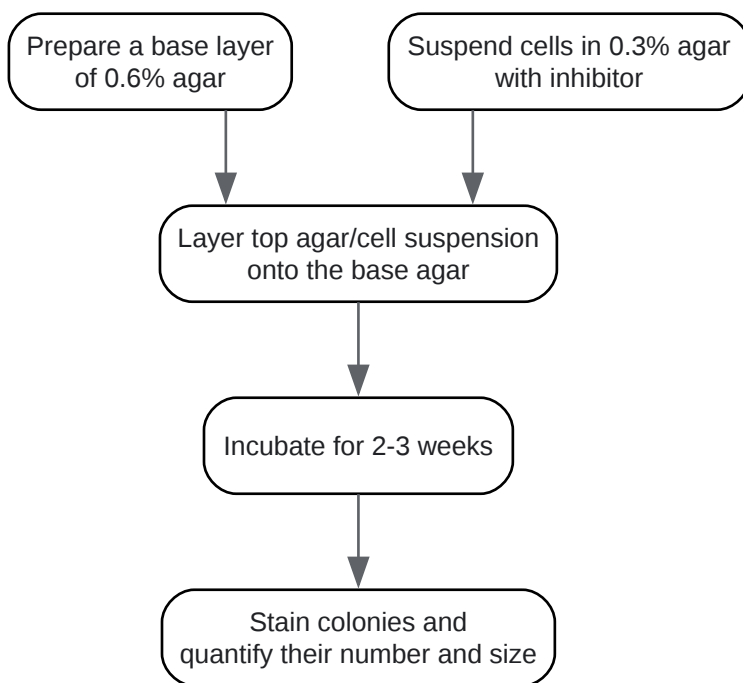 Prepare a base layer
of 0.6% agar
Suspend cells in 0.3% agar
with inhibitor
Layer top agar/cell suspension
onto the base agar
Incubate for 2-3 weeks
Stain colonies and
quantify their number and size